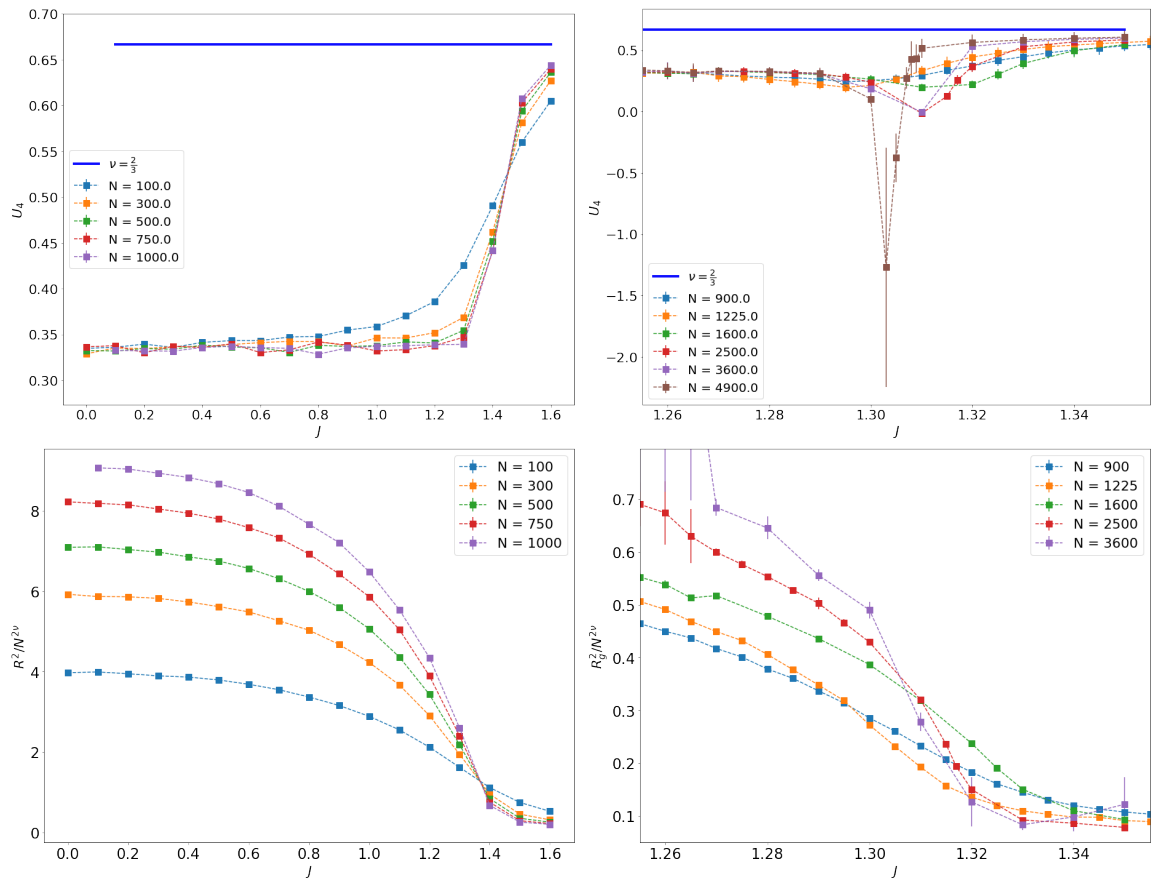 0.70
0.65
0.60
0.55
0.50
0.45
0.40
0.35
0.30
U4
ν = 2/3
N = 100.0
N = 300.0
N = 500.0
N = 750.0
N = 1000.0
0.0 0.2 0.4 0.6 0.8 1.0 1.2 1.4 1.6
J
0.5
0.0
−0.5
−1.0
−1.5
−2.0
U4
ν = 2/3
N = 900.0
N = 1225.0
N = 1600.0
N = 2500.0
N = 3600.0
N = 4900.0
1.26 1.28 1.30 1.32 1.34
J
8
6
4
2
0
R²/N²ᵛ
N = 100
N = 300
N = 500
N = 750
N = 1000
0.0 0.2 0.4 0.6 0.8 1.0 1.2 1.4 1.6
J
0.7
0.6
0.5
0.4
0.3
0.2
0.1
R_g²/N²ᵛ
N = 900
N = 1225
N = 1600
N = 2500
N = 3600
1.26 1.28 1.30 1.32 1.34
J